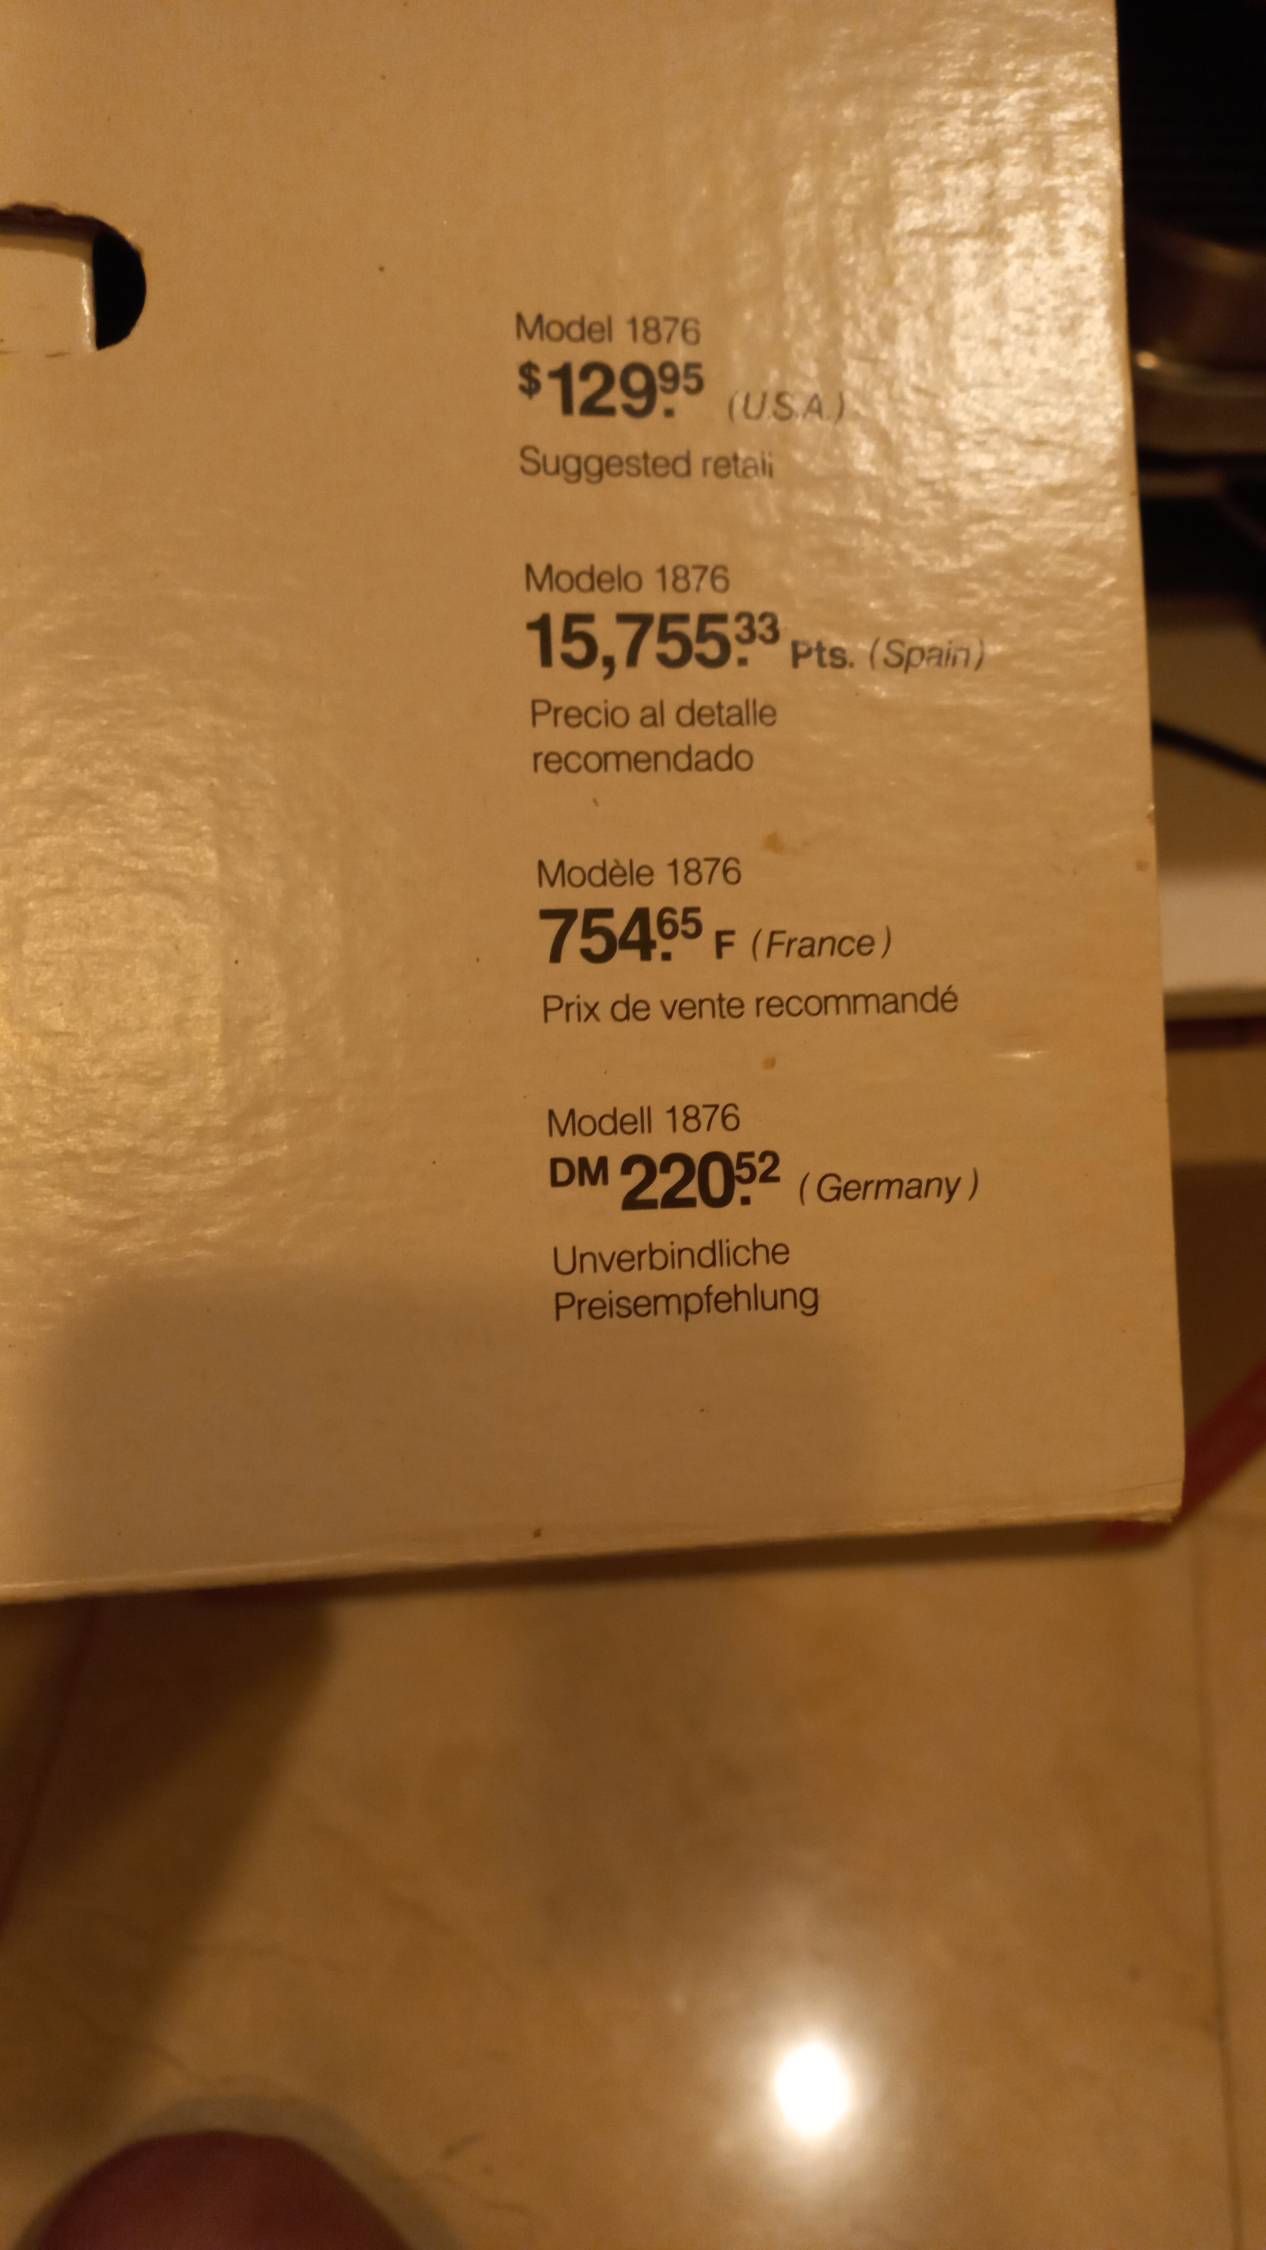 Model 1876
$129.95 (U.S.A.)
Suggested retali
Modelo 1876
15,755.33 Pts. (Spain)
Precio al detalle
recomendado
Modèle 1876
754.65 F (France)
Prix de vente recommandé
Modell 1876
DM 220.52 (Germany)
Unverbindliche
Preisempfehlung